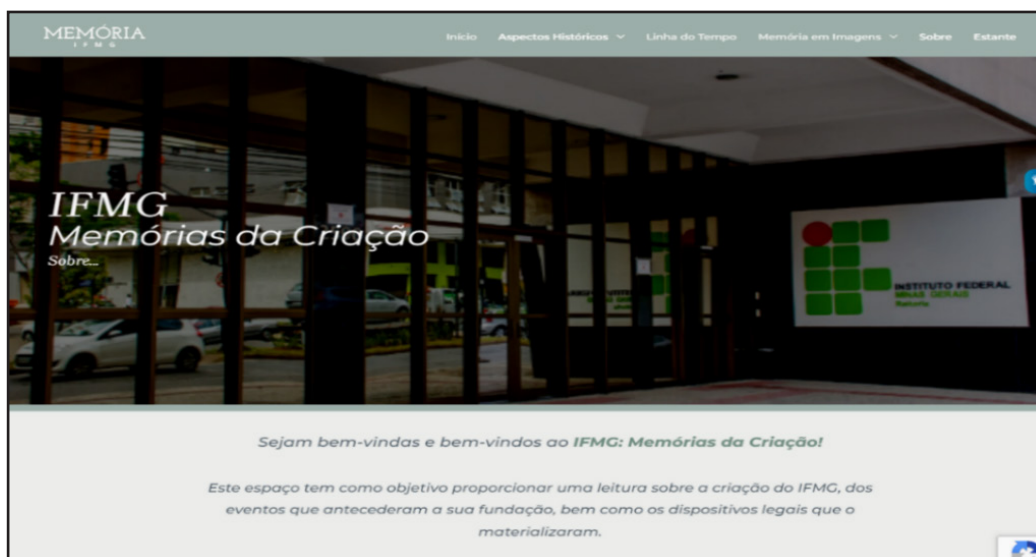 MEMÓRIA
IFMG
Início Aspectos Históricos Linha do Tempo Memória em Imagens Sobre Estante
IFMG
Memórias da Criação
Sobre...
INSTITUTO FEDERAL
MINAS GERAIS
Reitoria
Sejam bem-vindas e bem-vindos ao IFMG: Memórias da Criação!
Este espaço tem como objetivo proporcionar uma leitura sobre a criação do IFMG, dos
eventos que antecederam a sua fundação, bem como os dispositivos legais que o
materializaram.